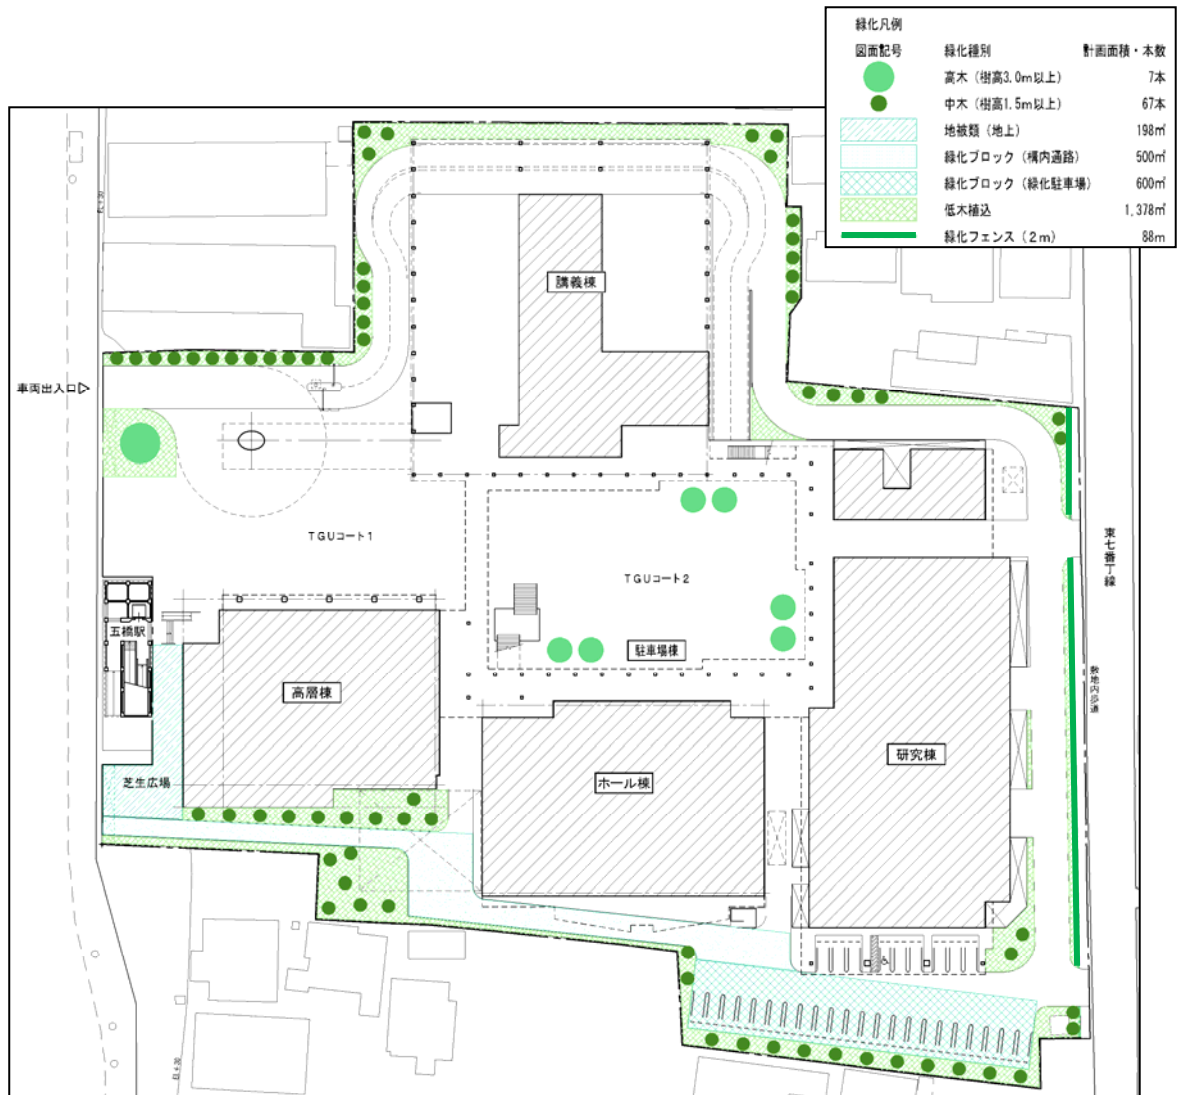 緑化凡例
図面記号 緑化種別 計画面積・本数
高木（樹高3.0m以上） 7本
中木（樹高1.5m以上） 67本
地被類（地上） 198㎡
緑化ブロック（構内通路） 500㎡
緑化ブロック（緑化駐車場） 600㎡
低木植込 1,378㎡
緑化フェンス（2m） 88m
講義棟
車両出入口
TGUコート1
TGUコート2
東七番丁線
五橋駅
駐車場棟
敷地内歩道
高層棟
研究棟
ホール棟
芝生広場